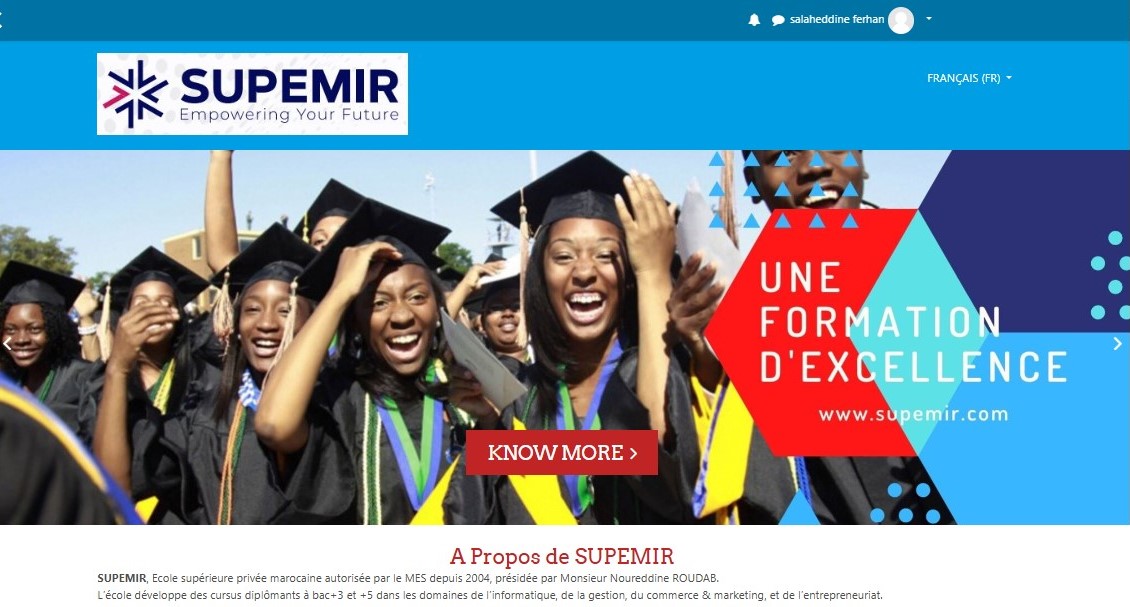 salaheddine ferhan
SUPEMIR
Empowering Your Future
FRANÇAIS (FR)
UNE
FORMATION
D'EXCELLENCE
www.supemir.com
KNOW MORE
A Propos de SUPEMIR
SUPEMIR, Ecole supérieure privée marocaine autorisée par le MES depuis 2004, présidée par Monsieur Noureddine ROUDAB.
L'école développe des cursus diplômants à bac+3 et +5 dans les domaines de l'informatique, de la gestion, du commerce & marketing, et de l'entrepreneuriat.